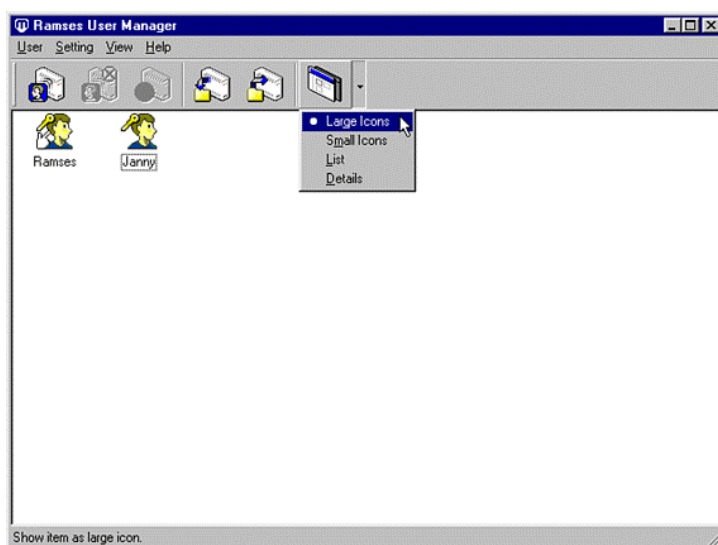 Ramses User Manager
User Setting View Help
Large Icons
Small Icons
List
Details
Ramses Janny
Show item as large icon.